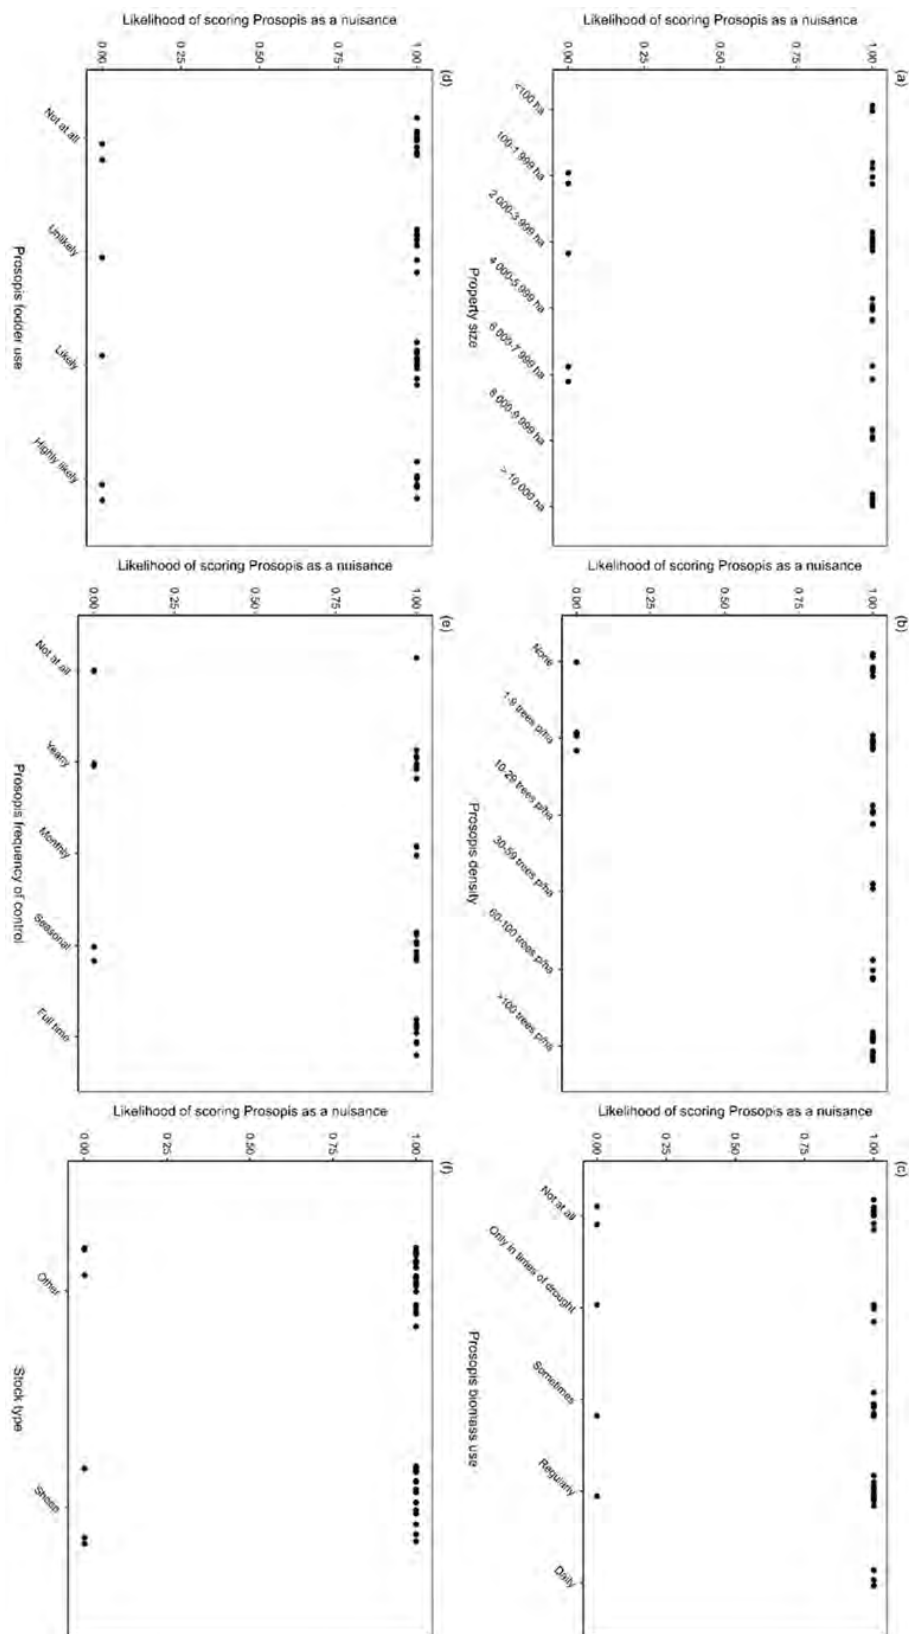 (a)
Likelihood of scoring Prosopis as a nuisance
1.00
0.75
0.50
0.25
0.00
<100 ha
100-1 999 ha
2 000-3 999 ha
4 000-5 999 ha
6 000-7 999 ha
8 000-9 999 ha
> 10 000 ha
Property size
(b)
Likelihood of scoring Prosopis as a nuisance
1.00
0.75
0.50
0.25
0.00
None
1-9 trees p/ha
10-29 trees p/ha
30-59 trees p/ha
60-100 trees p/ha
>100 trees p/ha
Prosopis density
(c)
Likelihood of scoring Prosopis as a nuisance
1.00
0.75
0.50
0.25
0.00
Not at all
Only in times of drought
Sometimes
Regularly
Daily
Prosopis biomass use
(d)
Likelihood of scoring Prosopis as a nuisance
1.00
0.75
0.50
0.25
0.00
Not at all
Unlikely
Likely
Highly likely
Prosopis fodder use
(e)
Likelihood of scoring Prosopis as a nuisance
1.00
0.75
0.50
0.25
0.00
Not at all
Yearly
Monthly
Seasonal
Full time
Prosopis frequency of control
(f)
Likelihood of scoring Prosopis as a nuisance
1.00
0.75
0.50
0.25
0.00
Other
Sheep
Stock type